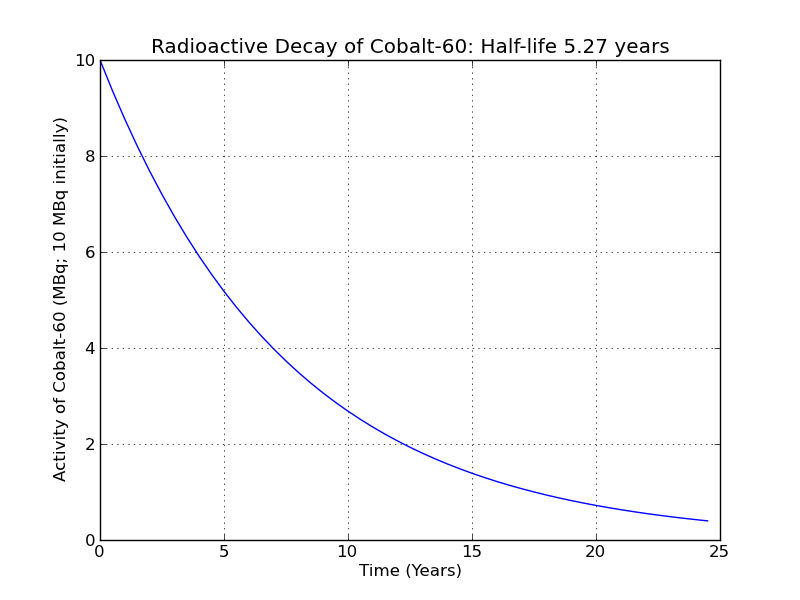 Radioactive Decay of Cobalt-60: Half-life 5.27 years
Activity of Cobalt-60 (MBq; 10 MBq initially)
10
8
6
4
2
0
0 5 10 15 20 25
Time (Years)